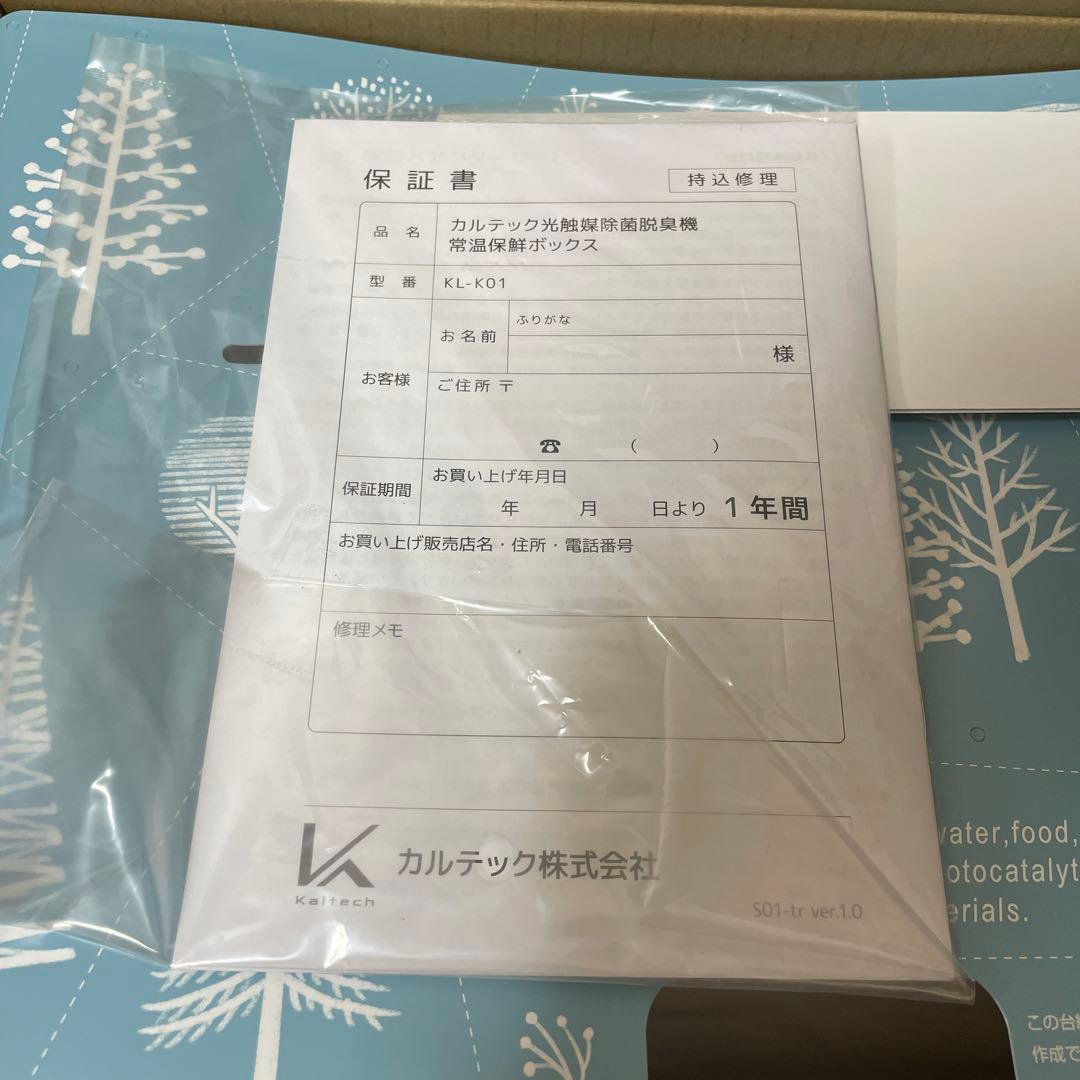 保証書
持込修理
品名
カルテック光触媒除菌脱臭機
常温保鮮ボックス
型番
KL-K01
お客様
お名前
ふりがな
様
ご住所 〒
☎ ( )
保証期間
お買い上げ年月日
年 月 日より 1年間
お買い上げ販売店名・住所・電話番号
修理メモ
Kaltech
カルテック株式会社
S01-tr ver.1.0
water,food,
otocatalyt
erials.
この台紙
作成で